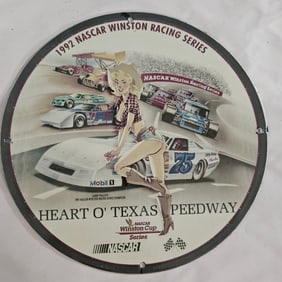 1992 NASCAR WINSTON RACING SERIES
NASCAR Winston Racing Series
75
Mobil 1
HEART O' TEXAS SPEEDWAY
NASCAR
Winston Cup
Series
NASCAR